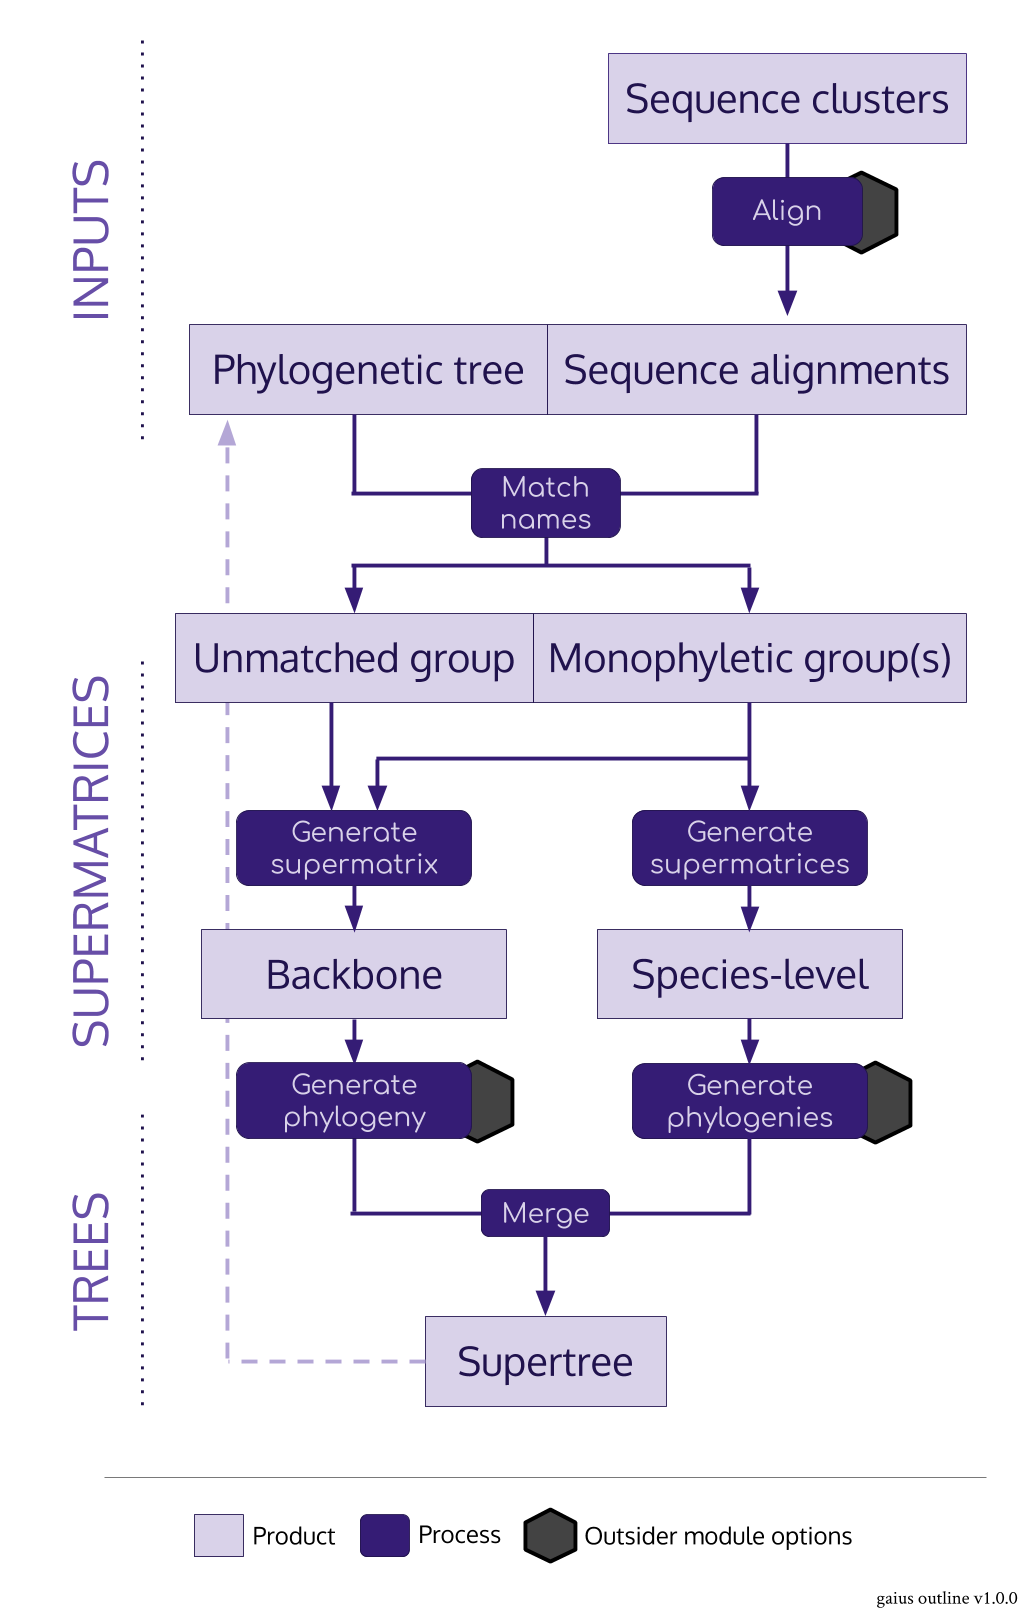 INPUTS
Sequence clusters
Align
Phylogenetic tree
Sequence alignments
Match
names
SUPERMATRICES
Unmatched group
Monophyletic group(s)
Generate
supermatrix
Generate
supermatrices
Backbone
Species-level
Generate
phylogeny
Generate
phylogenies
TREES
Merge
Supertree
Product
Process
Outsider module options
gaius outline v1.0.0